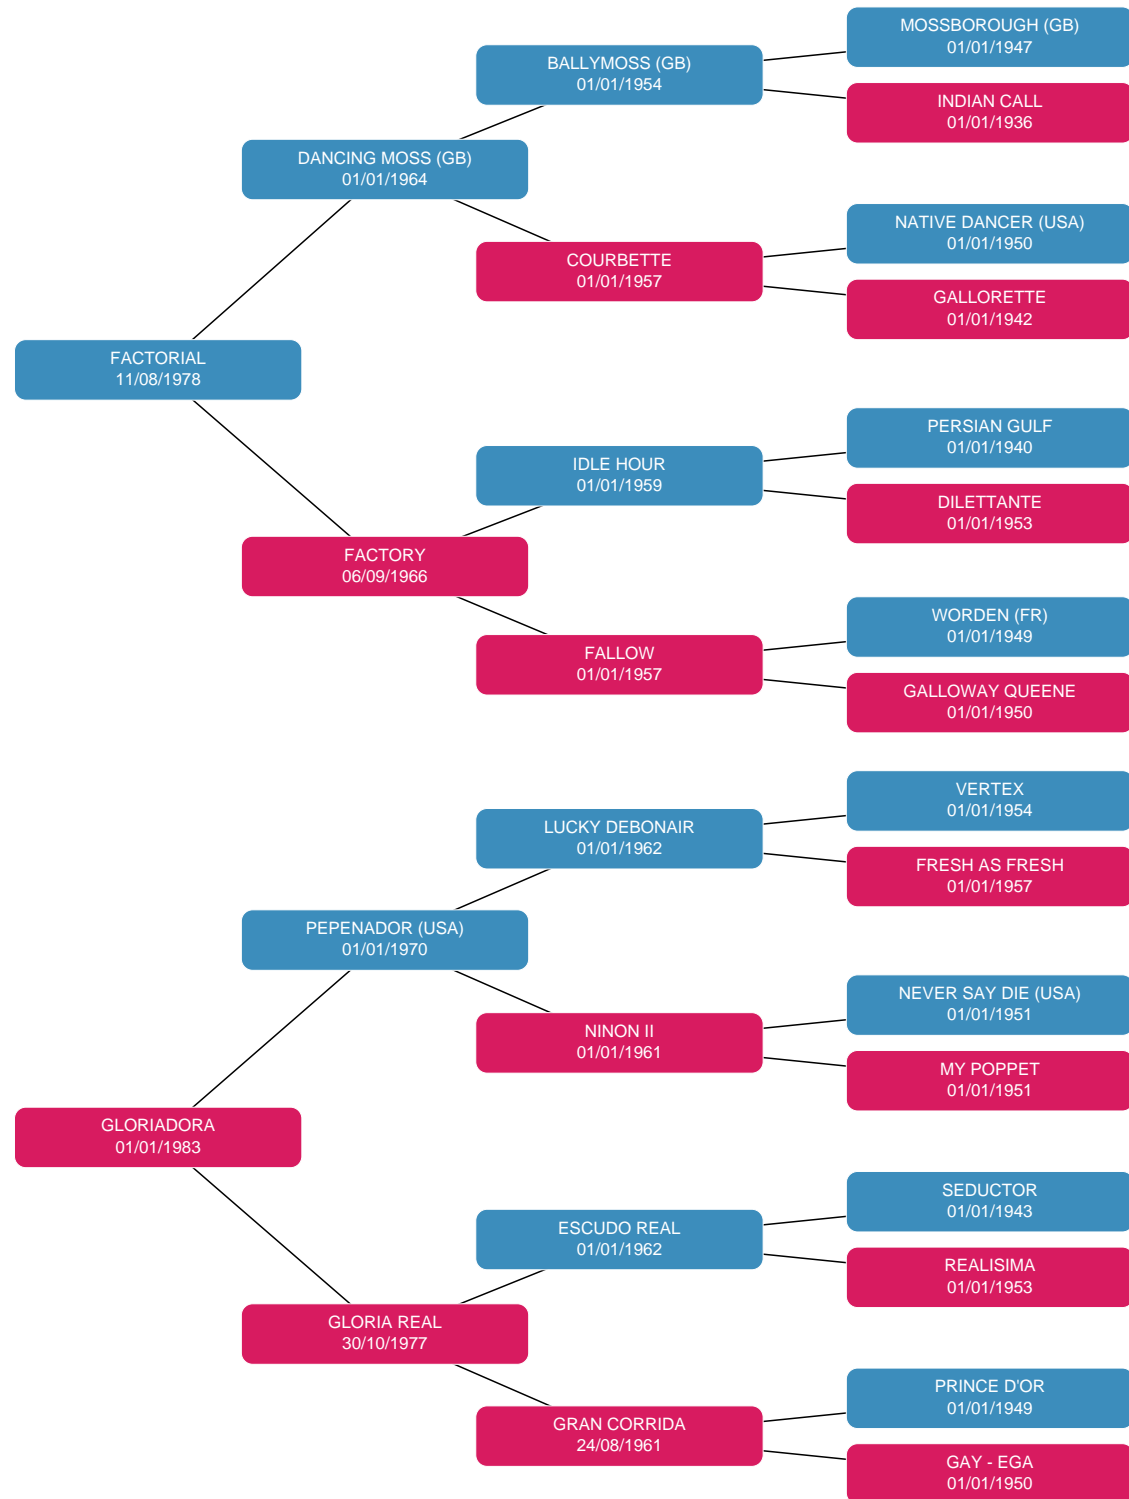 MOSSBOROUGH (GB)
01/01/1947
BALLYMOSS (GB)
01/01/1954
INDIAN CALL
01/01/1936
DANCING MOSS (GB)
01/01/1964
NATIVE DANCER (USA)
01/01/1950
COURBETTE
01/01/1957
GALLORETTE
01/01/1942
FACTORIAL
11/08/1978
PERSIAN GULF
01/01/1940
IDLE HOUR
01/01/1959
DILETTANTE
01/01/1953
FACTORY
06/09/1966
WORDEN (FR)
01/01/1949
FALLOW
01/01/1957
GALLOWAY QUEENE
01/01/1950
VERTEX
01/01/1954
LUCKY DEBONAIR
01/01/1962
FRESH AS FRESH
01/01/1957
PEPENADOR (USA)
01/01/1970
NEVER SAY DIE (USA)
01/01/1951
NINON II
01/01/1961
MY POPPET
01/01/1951
GLORIADORA
01/01/1983
SEDUCTOR
01/01/1943
ESCUDO REAL
01/01/1962
REALISIMA
01/01/1953
GLORIA REAL
30/10/1977
PRINCE D'OR
01/01/1949
GRAN CORRIDA
24/08/1961
GAY - EGA
01/01/1950